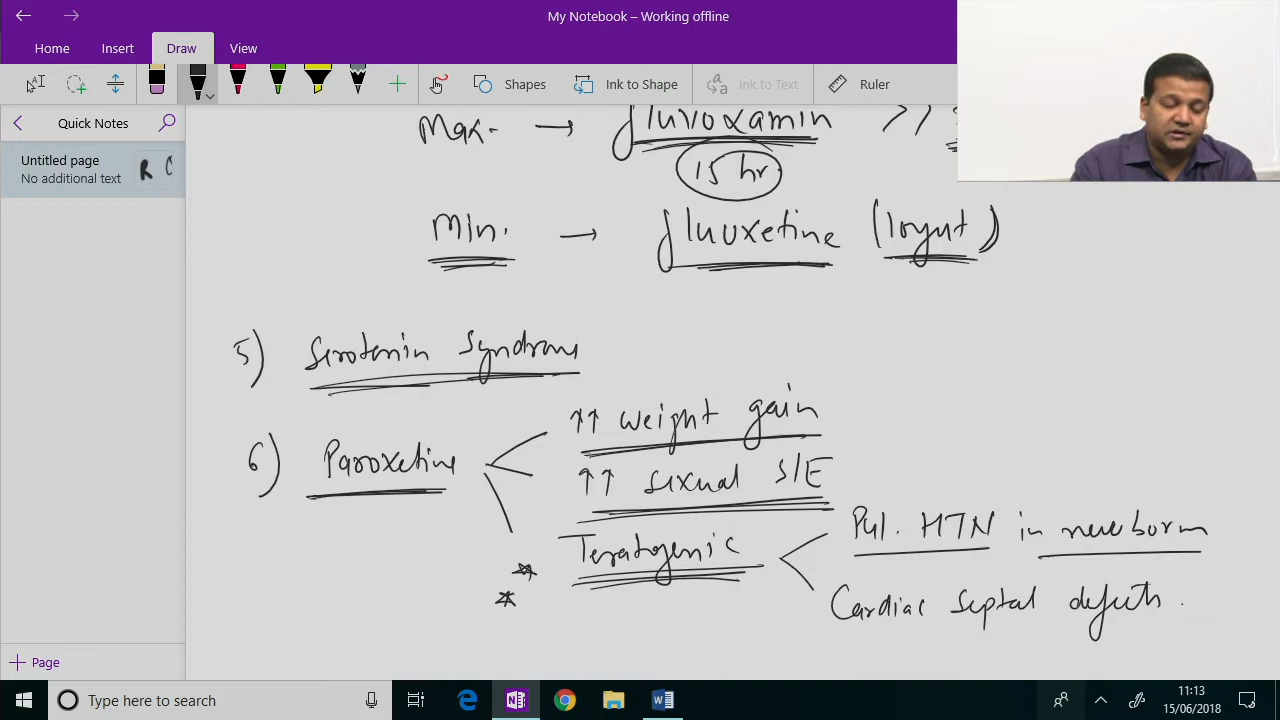 My Notebook – Working offline
Home Insert Draw View
Shapes Ink to Shape Ink to Text Ruler
Quick Notes
Untitled page
No additional text
R
Max. → fluvoxamin >>
15 hr
Min. → fluoxetine (longest)
5) Serotonin Syndrome
6) Paroxetine
↑↑ weight gain
↑↑ sexual S/E
Teratogenic
Pul. HTN in newborn
Cardiac septal defects.
+ Page
Type here to search
11:13
15/06/2018